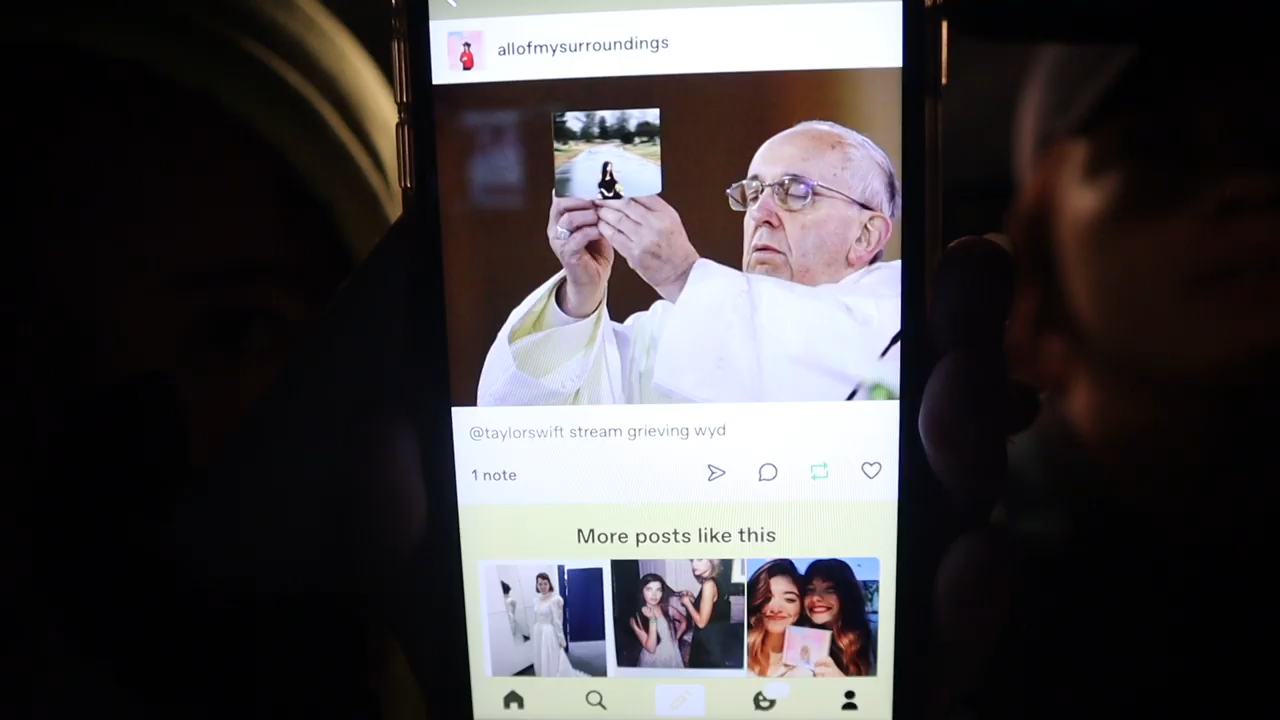 allofmysurroundings
@taylorswift stream grieving wyd
1 note
More posts like this